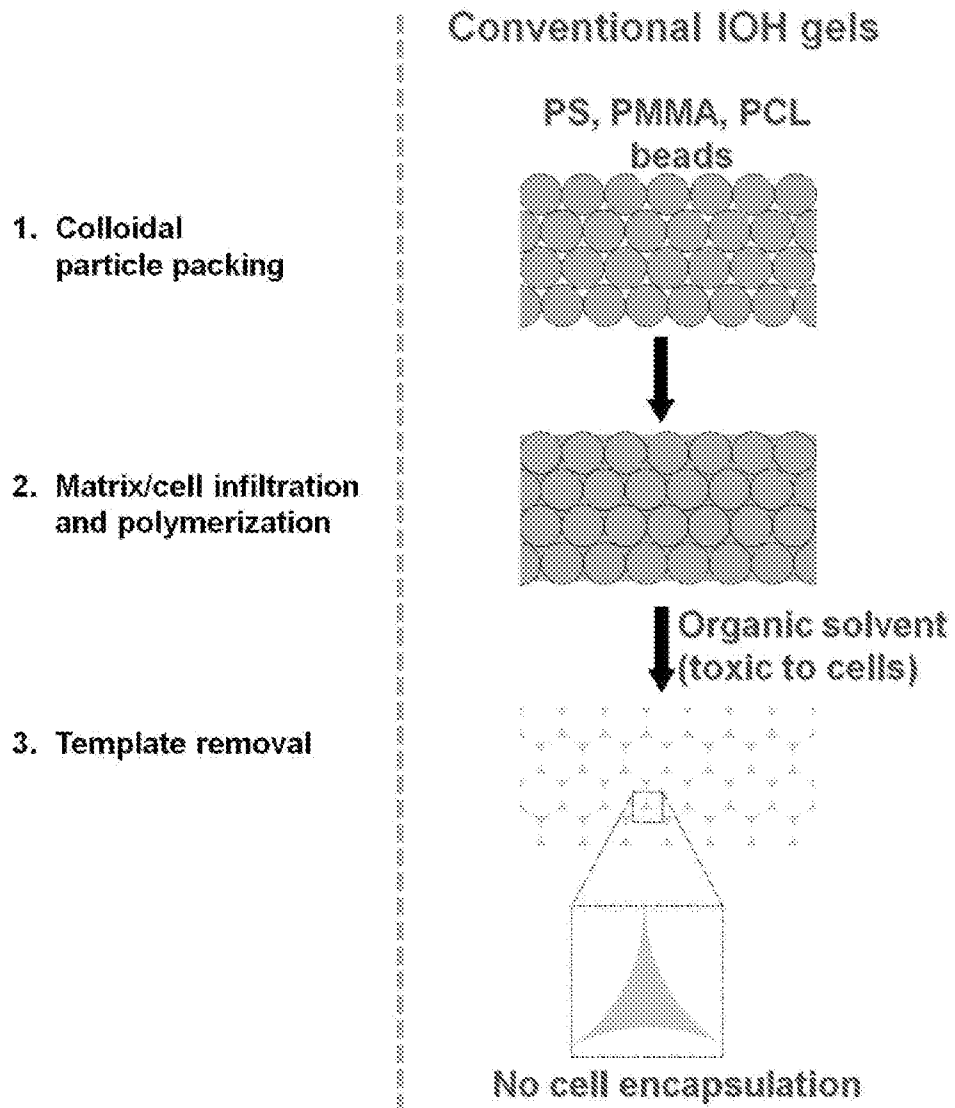 Conventional IOH gels
PS, PMMA, PCL
beads
1. Colloidal
particle packing
2. Matrix/cell infiltration
and polymerization
Organic solvent
(toxic to cells)
3. Template removal
No cell encapsulation